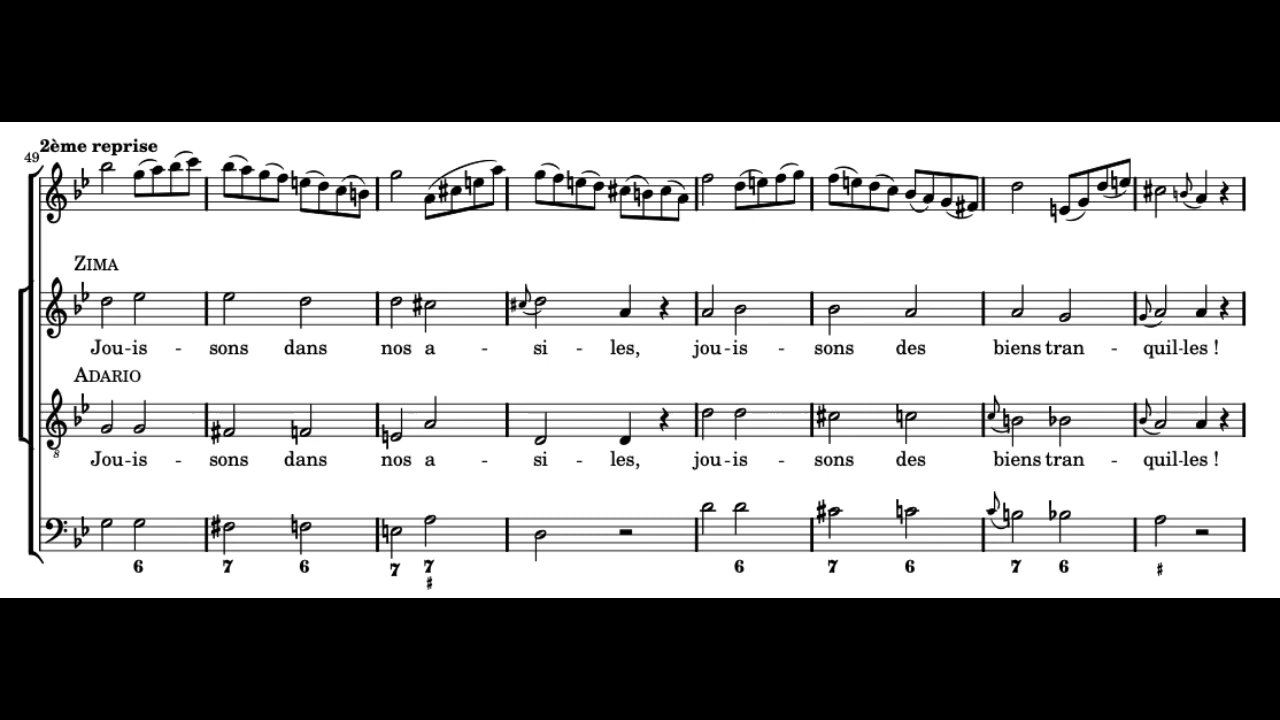 2ème reprise
49
ZIMA
Jou - is - sons dans nos a - si - les, jou - is - sons des biens tran - quil - les !
ADARIO
8
Jou - is - sons dans nos a - si - les, jou - is - sons des biens tran - quil - les !
6 7 6 7 7 6 7 6 7 6 ♯
♯